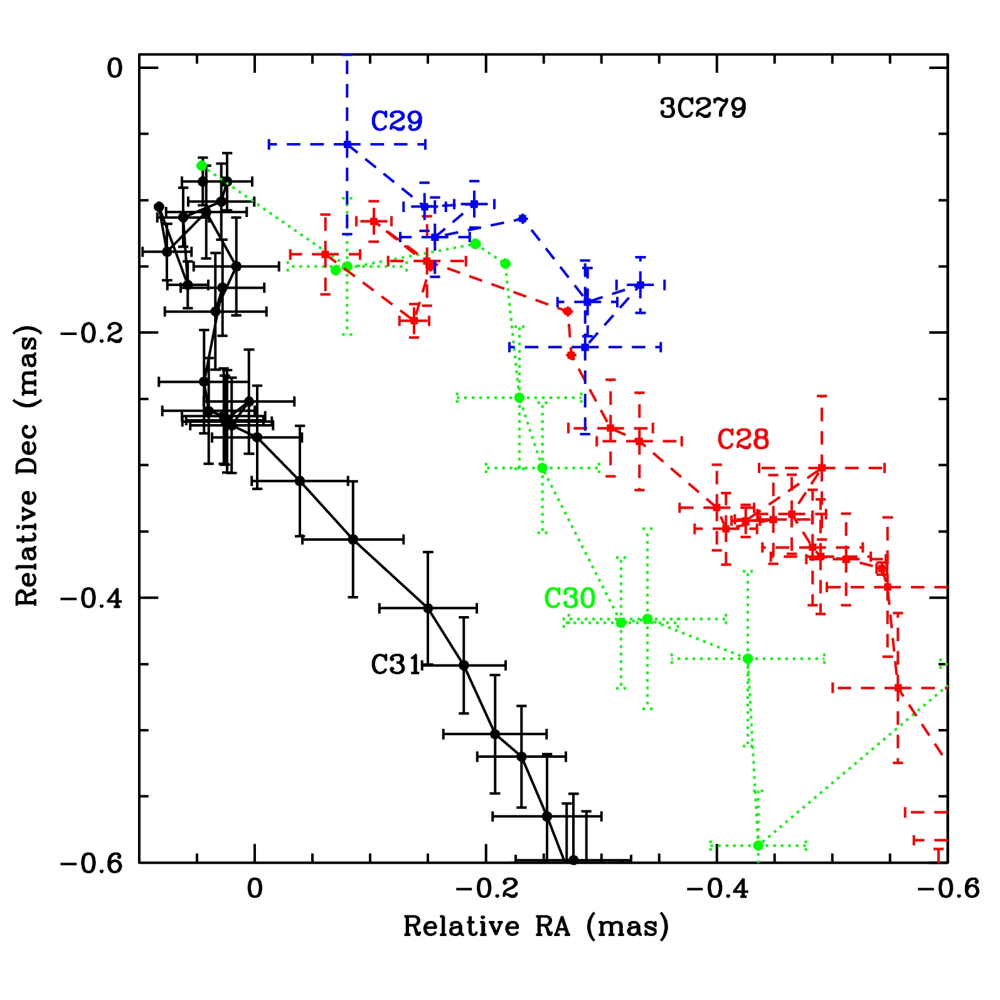 0
3C279
C29
−0.2
C28
−0.4
C30
C31
−0.6
0
−0.2
−0.4
−0.6
Relative RA (mas)
Relative Dec (mas)